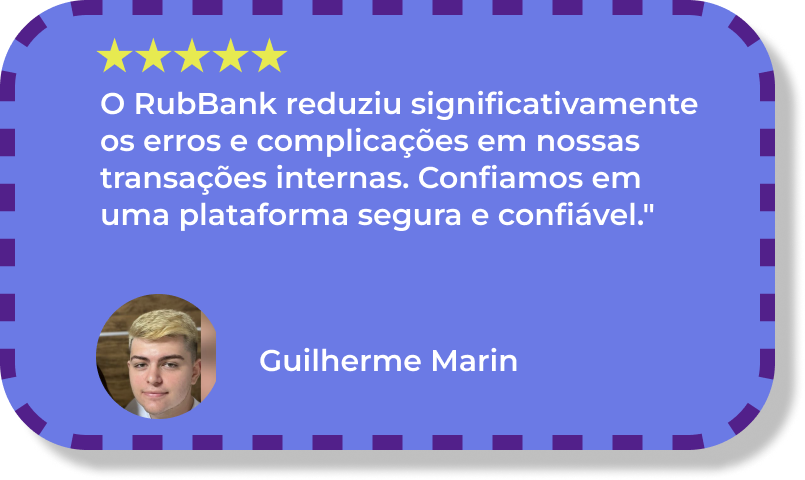 O RubBank reduziu significativamente
os erros e complicações em nossas
transações internas. Confiamos em
uma plataforma segura e confiável."
Guilherme Marin